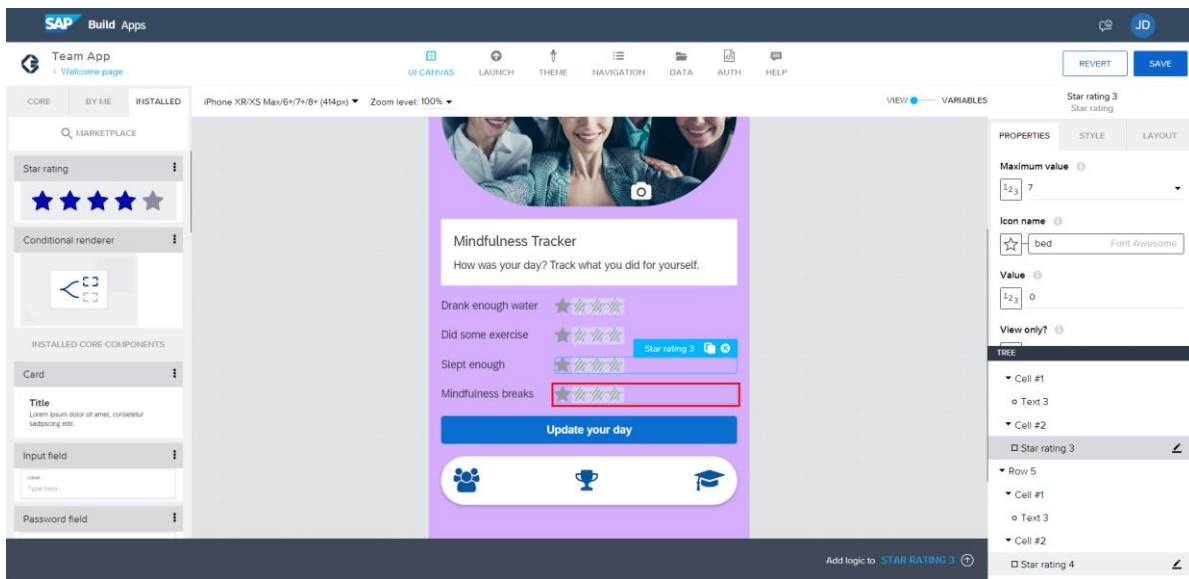 SAP Build Apps
JD
Team App
Welcome page
UI CANVAS LAUNCH THEME NAVIGATION DATA AUTH HELP
REVERT SAVE
CORE BY ME INSTALLED
iPhone XR/XS Max/6+/7+/8+ (414px) Zoom level: 100%
VIEW VARIABLES
Star rating 3
Star rating
MARKETPLACE
PROPERTIES STYLE LAYOUT
Star rating
Maximum value
123 7
Icon name
bed Font Awesome
Value
123 0
View only?
Conditional renderer
Mindfulness Tracker
How was your day? Track what you did for yourself.
Drank enough water
Did some exercise
Star rating 3
Slept enough
Mindfulness breaks
Update your day
INSTALLED CORE COMPONENTS
Card
Title
Lorem ipsum dolor sit amet, consetetur
sadipscing elitr.
Input field
Label
Type here...
Password field
TREE
Cell #1
Text 3
Cell #2
Star rating 3
Row 5
Cell #1
Text 3
Cell #2
Star rating 4
Add logic to STAR RATING 3